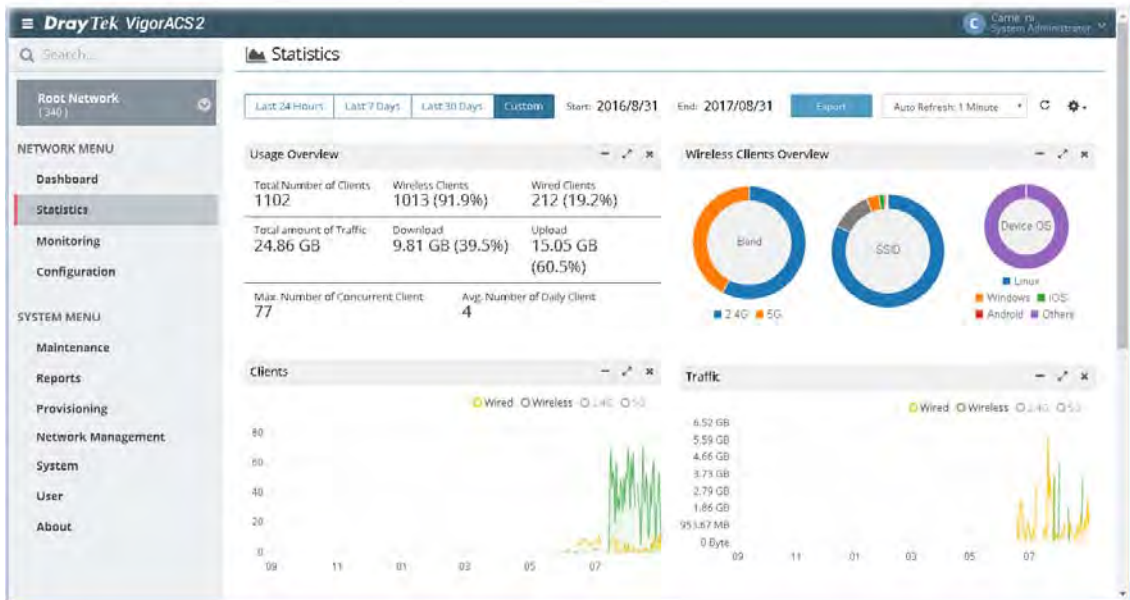 DrayTek VigorACS2
C Carrie ni
System Administrator
Search...
Statistics
Root Network
(340)
Last 24 Hours Last 7 Days Last 30 Days Custom Start: 2016/8/31 End: 2017/08/31 Export Auto Refresh: 1 Minute
NETWORK MENU
Dashboard
Statistics
Monitoring
Configuration
SYSTEM MENU
Maintenance
Reports
Provisioning
Network Management
System
User
About
Usage Overview
Total Number of Clients Wireless Clients Wired Clients
1102 1013 (91.9%) 212 (19.2%)
Total amount of Traffic Download Upload
24.86 GB 9.81 GB (39.5%) 15.05 GB
(60.5%)
Max. Number of Concurrent Client Avg. Number of Daily Client
77 4
Wireless Clients Overview
Band SSID Device OS
2.4G 5G
Linux
Windows IOS
Android Others
Clients
Wired Wireless 2.4G 5G
80
60
40
20
0
09 11 01 03 05 07
Traffic
Wired Wireless 2.4G 5G
6.52 GB
5.59 GB
4.66 GB
3.73 GB
2.79 GB
1.86 GB
953.67 MB
0 Byte
09 11 01 03 05 07